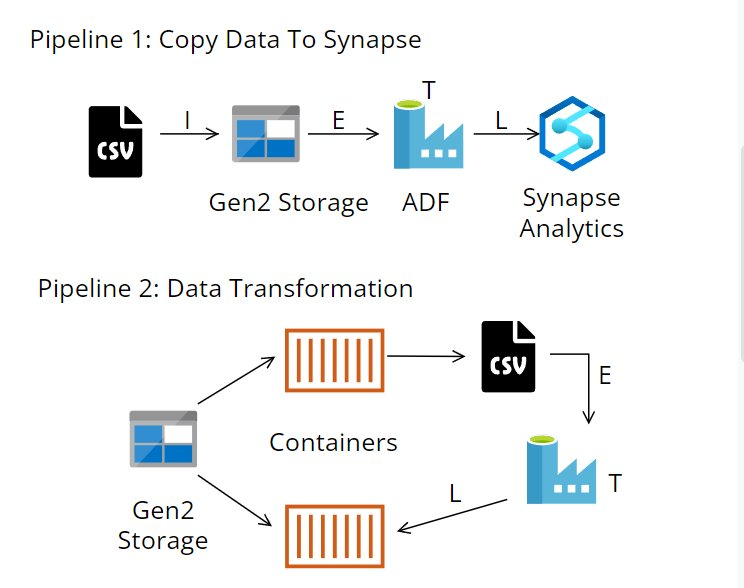 Pipeline 1: Copy Data To Synapse
T
I
E
L
CSV
Gen2 Storage
ADF
Synapse
Analytics
Pipeline 2: Data Transformation
CSV
E
Containers
T
L
Gen2
Storage